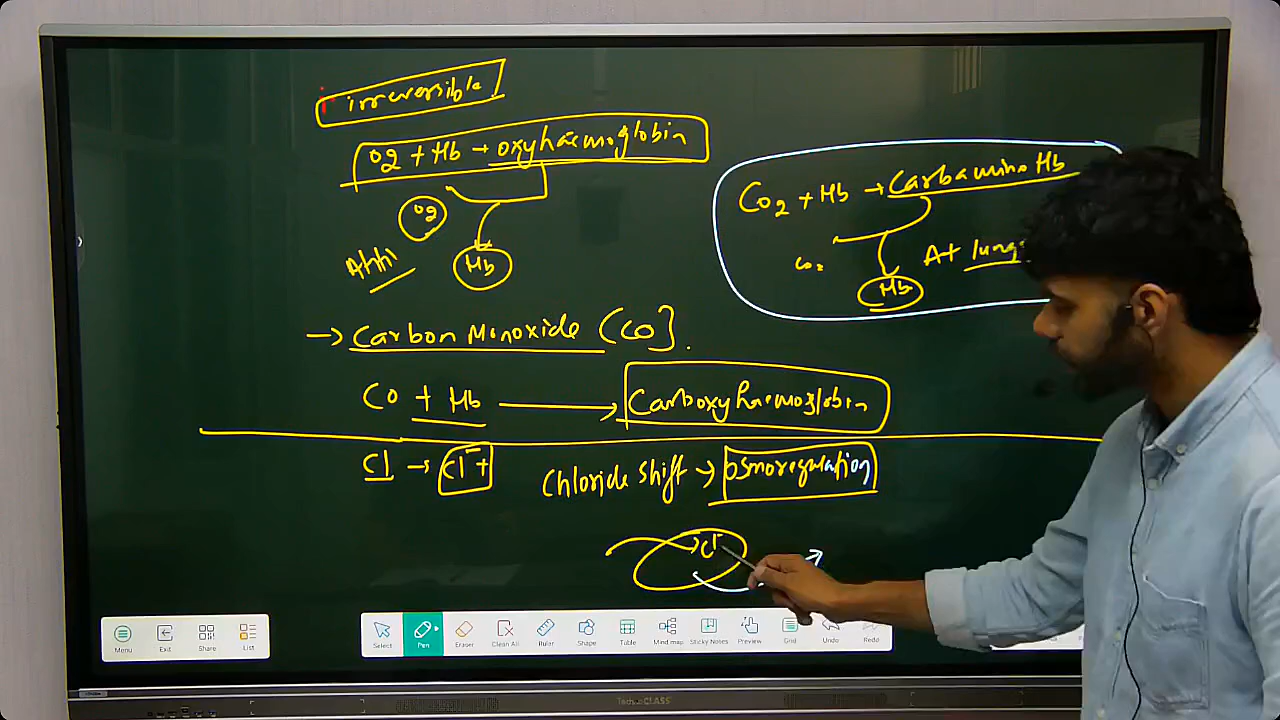 irreversible
O2 + Hb → oxyhaemoglobin
O2
Hb
CO2 + Hb → Carbamino Hb
CO2
At lungs
Hb
→ Carbon Monoxide (CO].
CO + Hb → Carboxyhaemoglobin
Cl → Cl⁻+
Chloride shift → osmoregulation
Cl⁻
Menu
Exit
Share
List
Select
Pen
Eraser
Clean All
Ruler
Shape
Table
Mind map
Sticky Notes
Preview
Grid
Undo
Redo